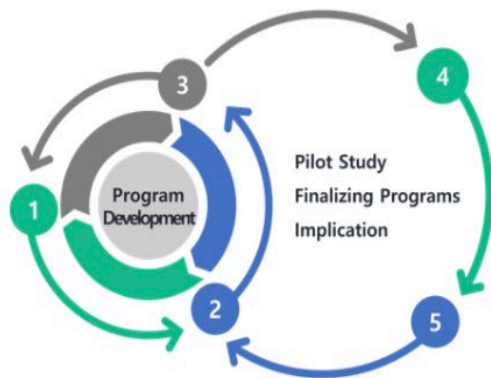 3
4
1
Program
Development
Pilot Study
Finalizing Programs
Implication
2
5